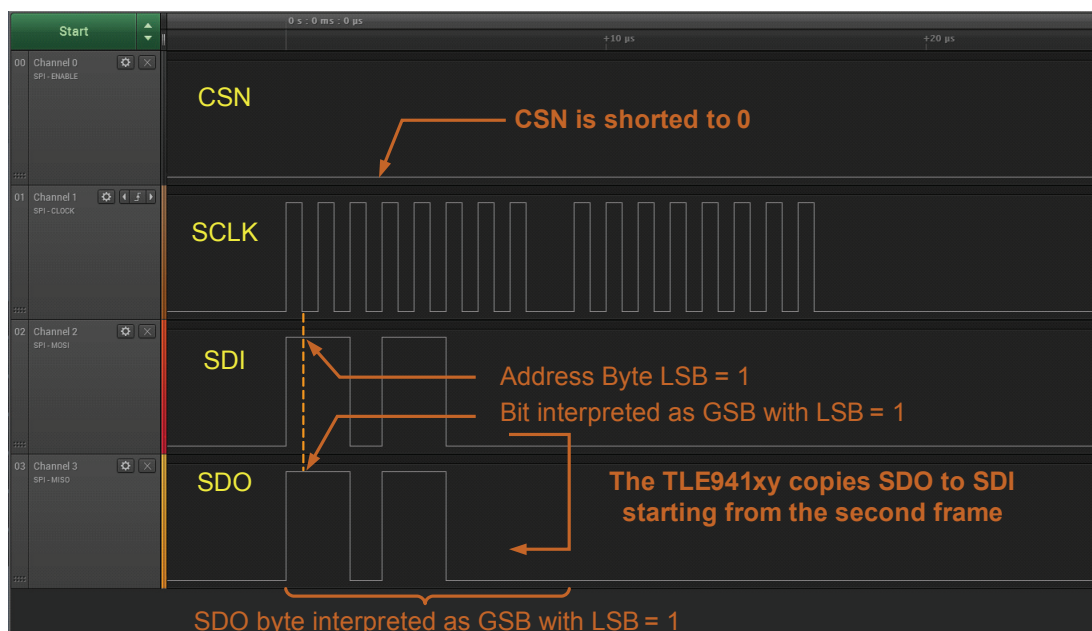 Start
0 s : 0 ms : 0 µs
+10 µs
+20 µs
00 Channel 0
SPI - ENABLE
CSN
CSN is shorted to 0
01 Channel 1
SPI - CLOCK
SCLK
02 Channel 2
SPI - MOSI
SDI
Address Byte LSB = 1
Bit interpreted as GSB with LSB = 1
03 Channel 3
SPI - MISO
SDO
The TLE941xy copies SDO to SDI
starting from the second frame
SDO byte interpreted as GSB with LSB = 1